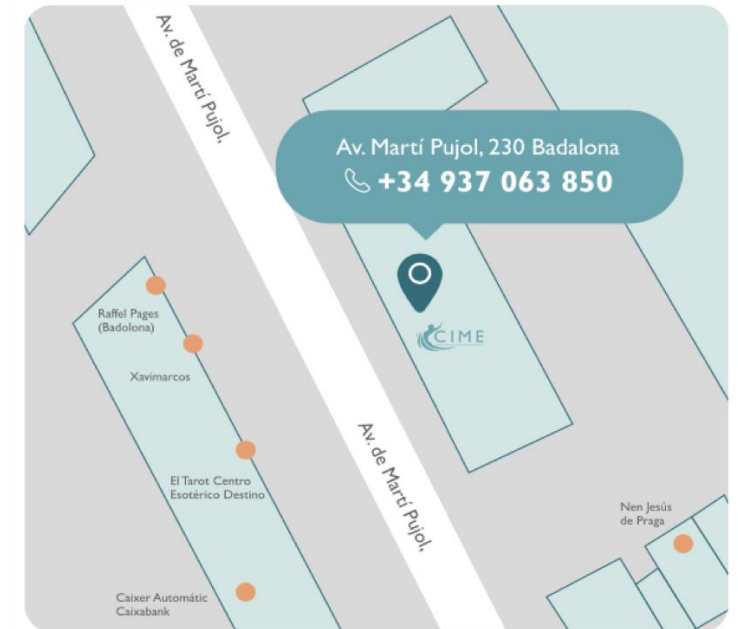 Av. de Martí Pujol,
Av. Martí Pujol, 230 Badalona
+34 937 063 850
CIME
Raffel Pages
(Badolona)
Xavimarcos
Av. de Martí Pujol,
El Tarot Centro
Esotérico Destino
Nen Jesús
de Praga
Caixer Automátic
Caixabank